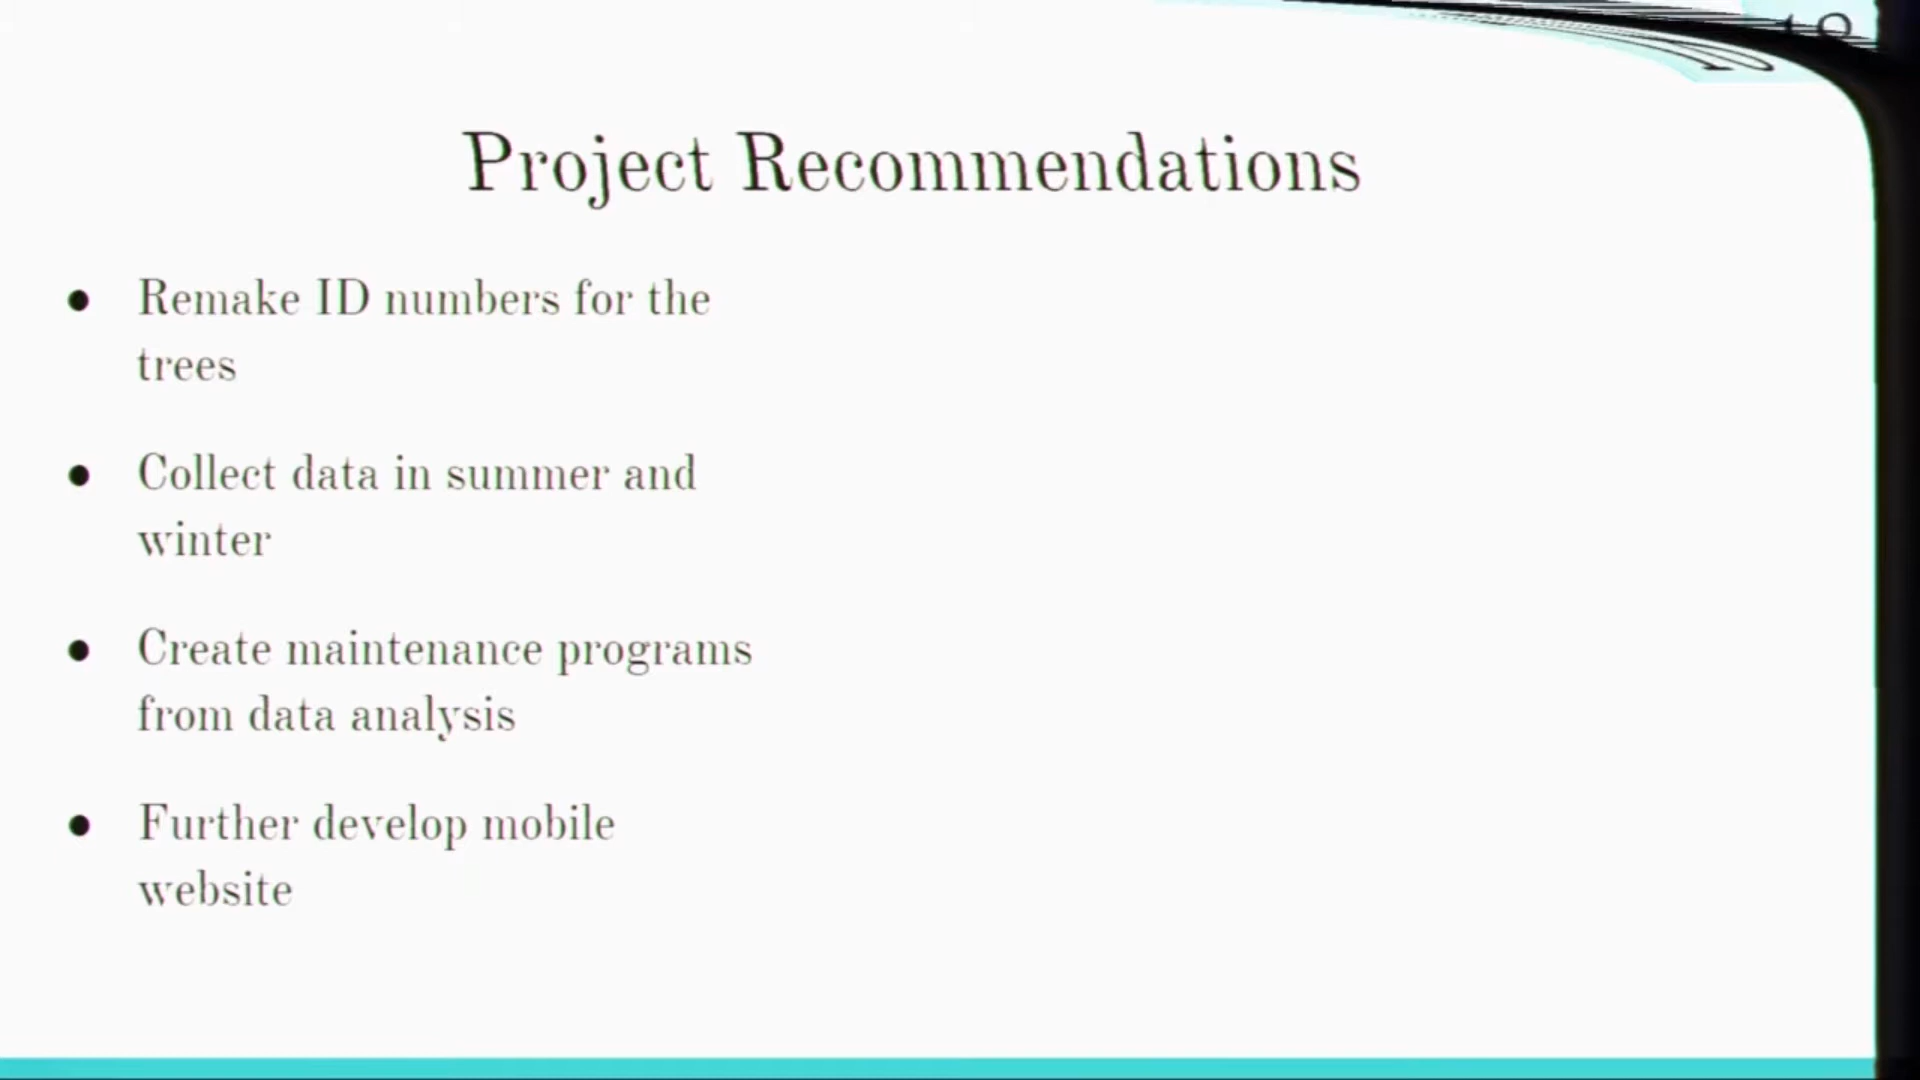 Project Recommendations
● Remake ID numbers for the
trees
● Collect data in summer and
winter
● Create maintenance programs
from data analysis
● Further develop mobile
website